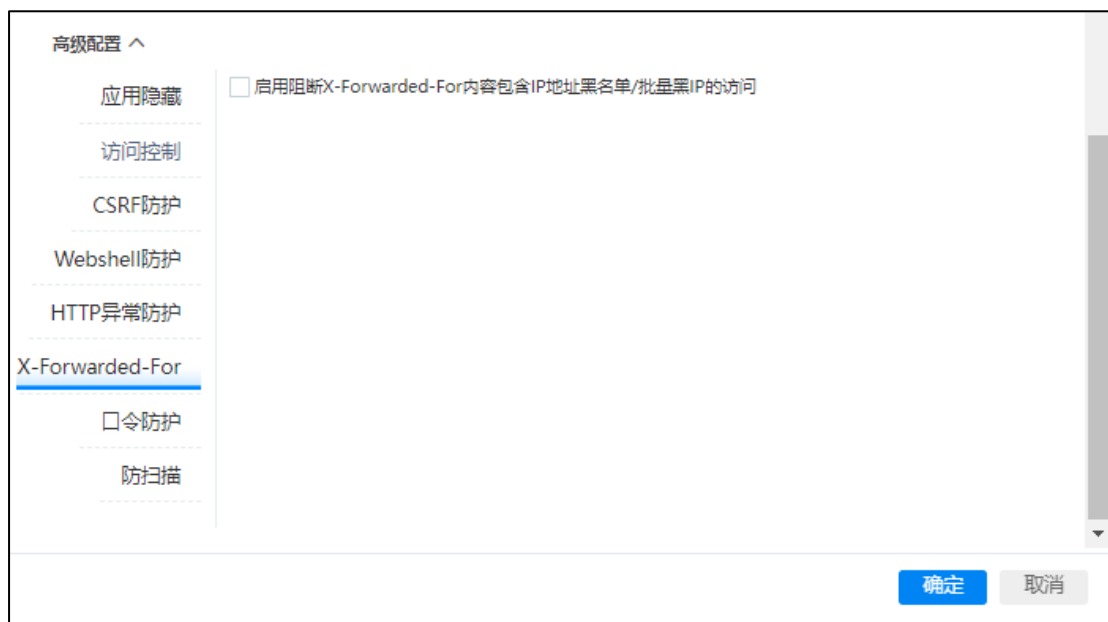 高级配置
应用隐藏
启用阻断X-Forwarded-For内容包含IP地址黑名单/批量黑IP的访问
访问控制
CSRF防护
Webshell防护
HTTP异常防护
X-Forwarded-For
口令防护
防扫描
确定
取消